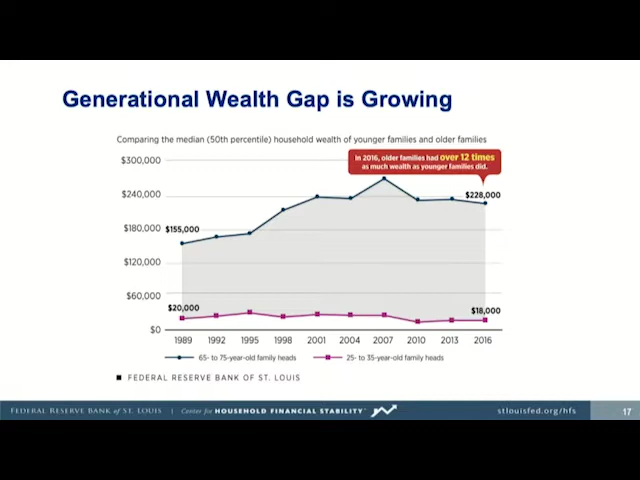 Generational Wealth Gap is Growing
Comparing the median (50th percentile) household wealth of younger families and older families
$300,000
In 2016, older families had over 12 times
as much wealth as younger families did.
$240,000
$228,000
$180,000
$155,000
$120,000
$60,000
$20,000
$18,000
$0
1989 1992 1995 1998 2001 2004 2007 2010 2013 2016
65- to 75-year-old family heads 25- to 35-year-old family heads
FEDERAL RESERVE BANK OF ST. LOUIS
FEDERAL RESERVE BANK of ST. LOUIS | Center for HOUSEHOLD FINANCIAL STABILITY stlouisfed.org/hfs 17